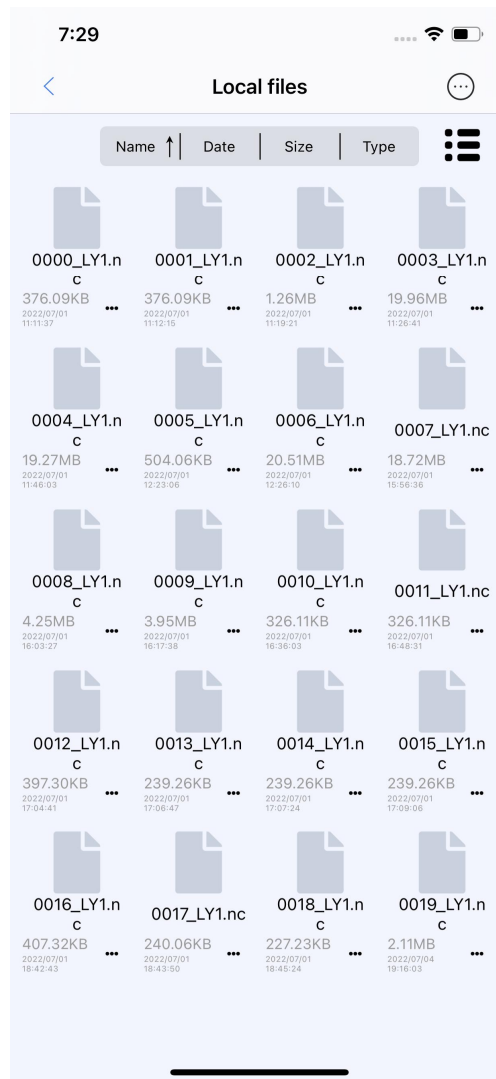 7:29
Local files
Name ↑ | Date | Size | Type
0000_LY1.n 0001_LY1.n 0002_LY1.n 0003_LY1.n
c c c c
376.09KB 376.09KB 1.26MB 19.96MB
2022/07/01 2022/07/01 2022/07/01 2022/07/01
11:11:37 11:12:15 11:19:21 11:26:41
0004_LY1.n 0005_LY1.n 0006_LY1.n 0007_LY1.nc
c c c
19.27MB 504.06KB 20.51MB 18.72MB
2022/07/01 2022/07/01 2022/07/01 2022/07/01
11:46:03 12:23:06 12:26:10 15:56:36
0008_LY1.n 0009_LY1.n 0010_LY1.n 0011_LY1.nc
c c c
4.25MB 3.95MB 326.11KB 326.11KB
2022/07/01 2022/07/01 2022/07/01 2022/07/01
16:03:27 16:17:38 16:36:03 16:48:31
0012_LY1.n 0013_LY1.n 0014_LY1.n 0015_LY1.n
c c c c
397.30KB 239.26KB 239.26KB 239.26KB
2022/07/01 2022/07/01 2022/07/01 2022/07/01
17:04:41 17:06:47 17:07:24 17:09:06
0016_LY1.n 0017_LY1.nc 0018_LY1.n 0019_LY1.n
c c c
407.32KB 240.06KB 227.23KB 2.11MB
2022/07/01 2022/07/01 2022/07/01 2022/07/04
18:42:43 18:43:50 18:45:24 19:16:03